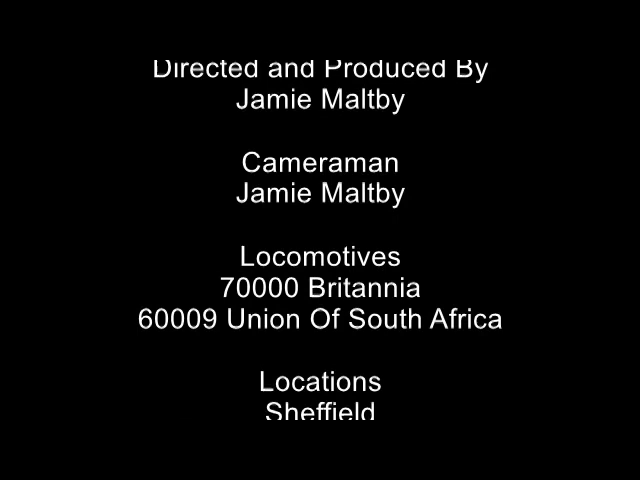 Directed and Produced By
Jamie Maltby
Cameraman
Jamie Maltby
Locomotives
70000 Britannia
60009 Union Of South Africa
Locations
Sheffield